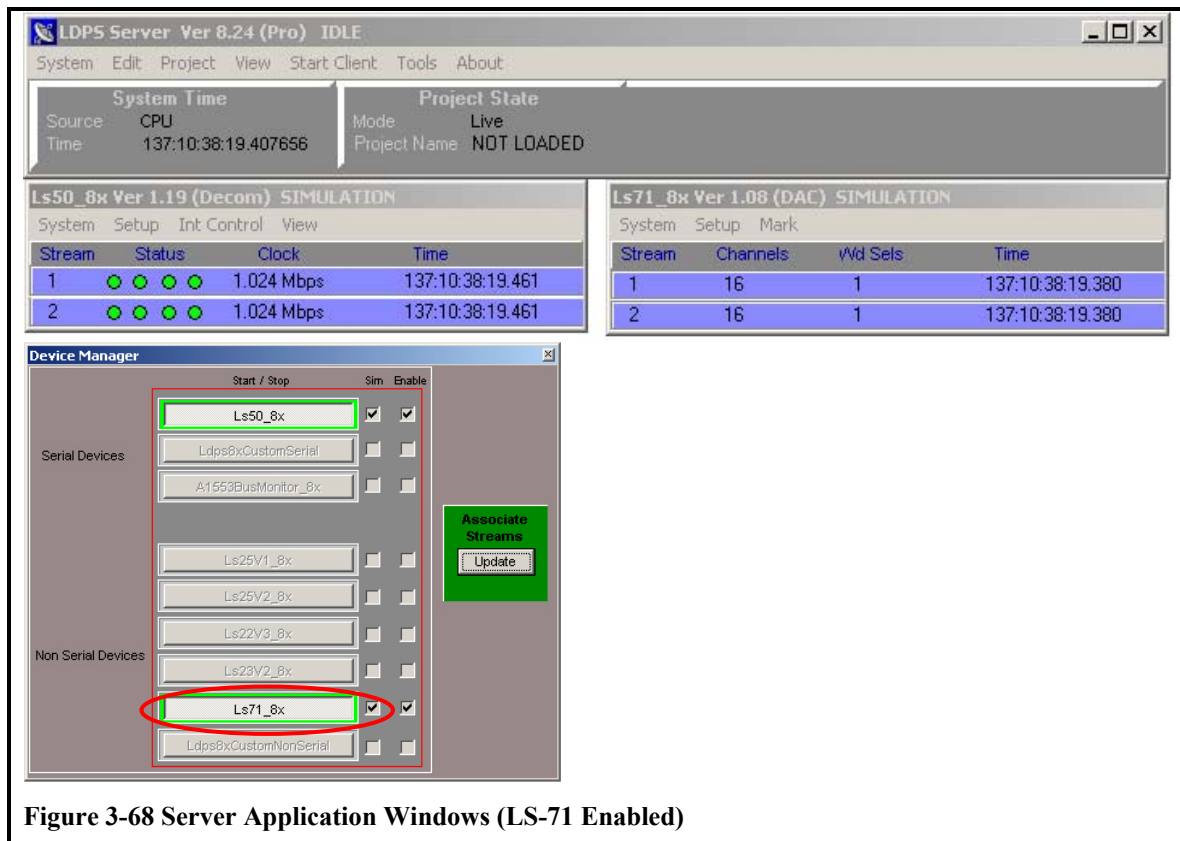 LDPS Server Ver 8.24 (Pro) IDLE
System Edit Project View Start Client Tools About
System Time
Source CPU
Time 137:10:38:19.407656
Project State
Mode Live
Project Name NOT LOADED
Ls50_8x Ver 1.19 (Decom) SIMULATION
System Setup Int Control View
Stream Status Clock Time
1 1.024 Mbps 137:10:38:19.461
2 1.024 Mbps 137:10:38:19.461
Ls71_8x Ver 1.08 (DAC) SIMULATION
System Setup Mark
Stream Channels Wd Sels Time
1 16 1 137:10:38:19.380
2 16 1 137:10:38:19.380
Device Manager
Start / Stop Sim Enable
Serial Devices
Ls50_8x
Ldps8xCustomSerial
A1553BusMonitor_8x
Associate
Streams
Update
Non Serial Devices
Ls25V1_8x
Ls25V2_8x
Ls22V3_8x
Ls23V2_8x
Ls71_8x
Ldps8xCustomNonSerial
Figure 3-68 Server Application Windows (LS-71 Enabled)